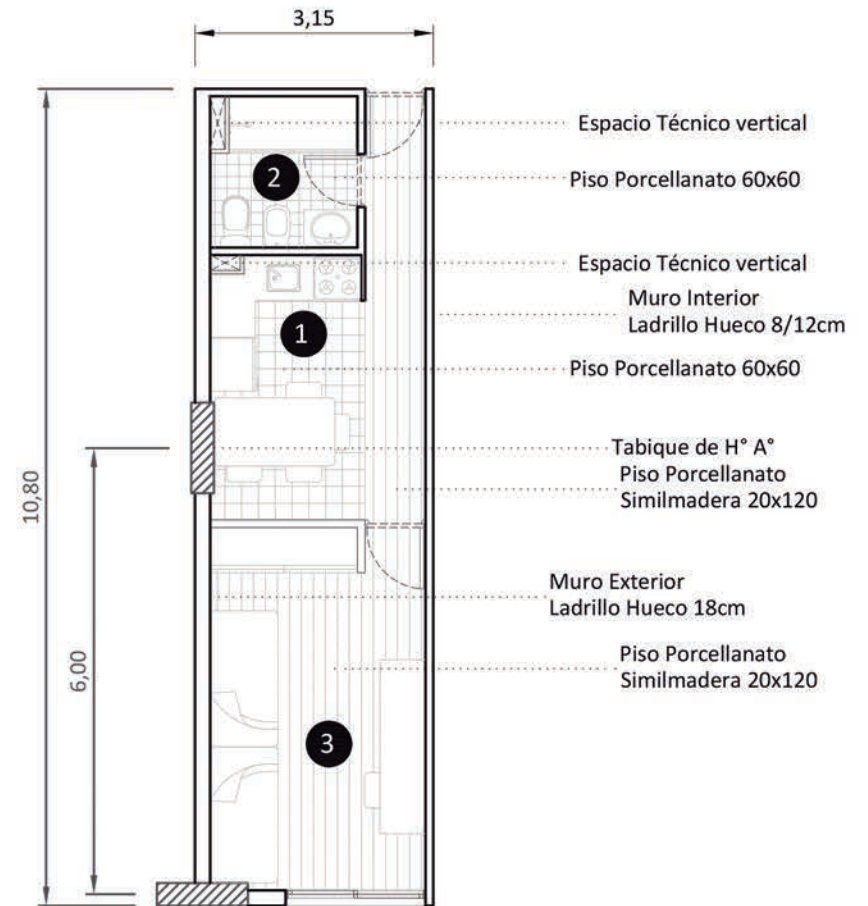 3,15
Espacio Técnico vertical
2
Piso Porcellanato 60x60
Espacio Técnico vertical
Muro Interior
Ladrillo Hueco 8/12cm
1
Piso Porcellanato 60x60
Tabique de H° A°
Piso Porcellanato
Similmadera 20x120
10,80
Muro Exterior
Ladrillo Hueco 18cm
6,00
Piso Porcellanato
Similmadera 20x120
3